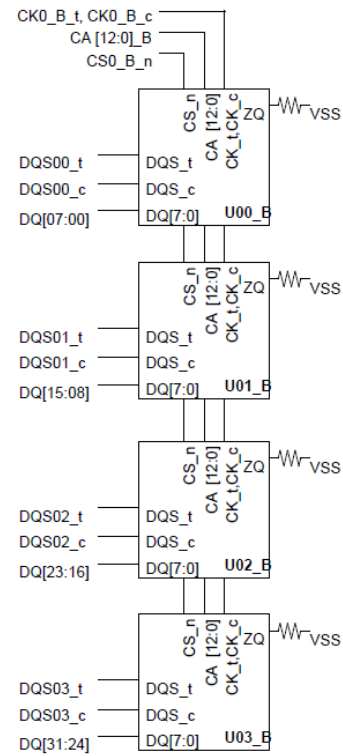 CK0_B_t, CK0_B_c
CA [12:0]_B
CS0_B_n
CS_n
CA [12:0]
CK_t,CK_c
ZQ
VSS
DQS00_t
DQS_t
DQS00_c
DQS_c
DQ[07:00]
DQ[7:0]
U00_B
CS_n
CA [12:0]
CK_t,CK_c
ZQ
VSS
DQS01_t
DQS_t
DQS01_c
DQS_c
DQ[15:08]
DQ[7:0]
U01_B
CS_n
CA [12:0]
CK_t,CK_c
ZQ
VSS
DQS02_t
DQS_t
DQS02_c
DQS_c
DQ[23:16]
DQ[7:0]
U02_B
CS_n
CA [12:0]
CK_t,CK_c
ZQ
VSS
DQS03_t
DQS_t
DQS03_c
DQS_c
DQ[31:24]
DQ[7:0]
U03_B